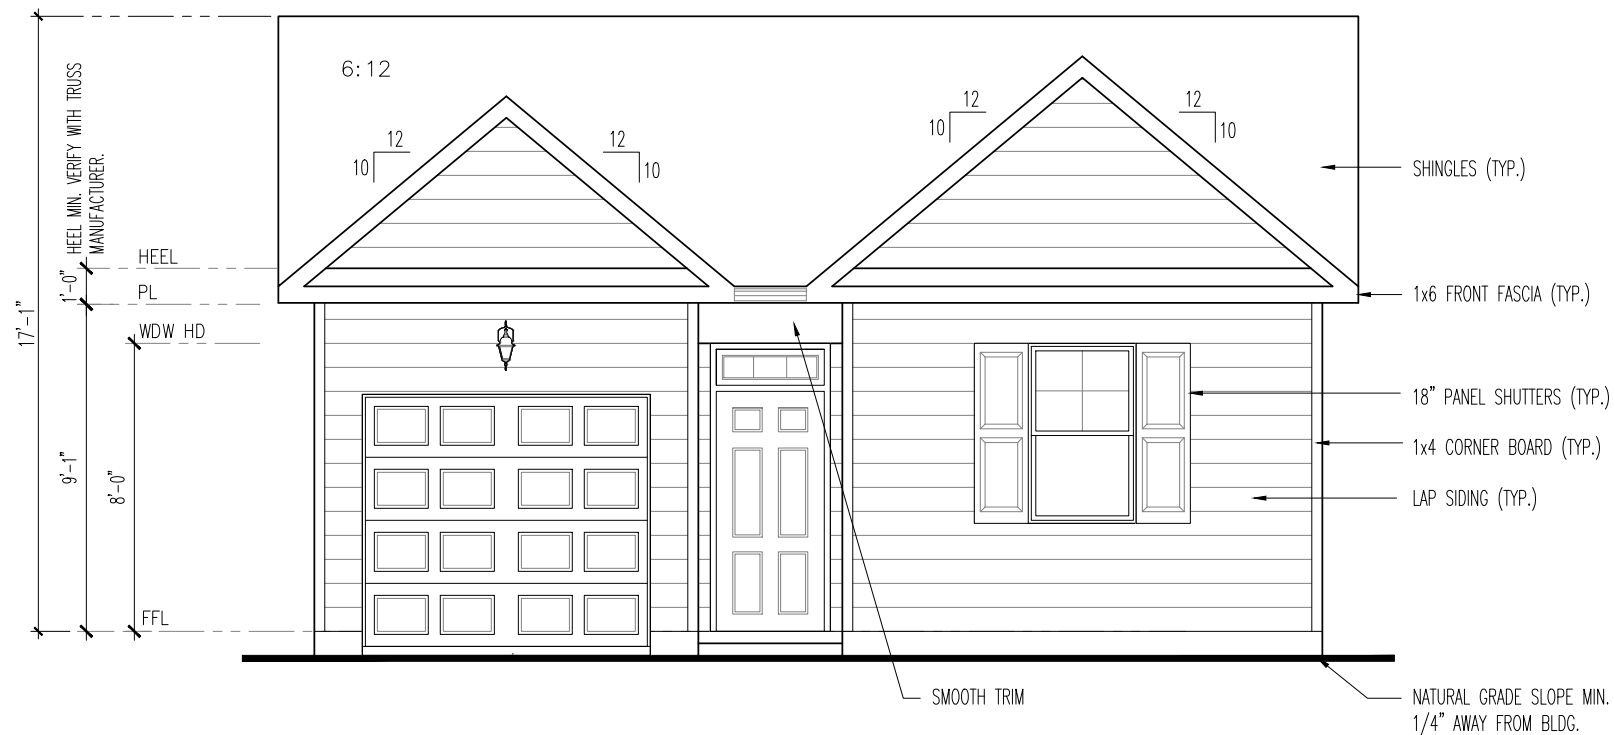 6:12
12
10
12
10
12
10
12
10
HEEL MIN. VERIFY WITH TRUSS
MANUFACTURER.
HEEL
1'-0"
PL
WDW HD
17'-1"
9'-1"
8'-0"
FFL
SHINGLES (TYP.)
1x6 FRONT FASCIA (TYP.)
18" PANEL SHUTTERS (TYP.)
1x4 CORNER BOARD (TYP.)
LAP SIDING (TYP.)
SMOOTH TRIM
NATURAL GRADE SLOPE MIN.
1/4" AWAY FROM BLDG.